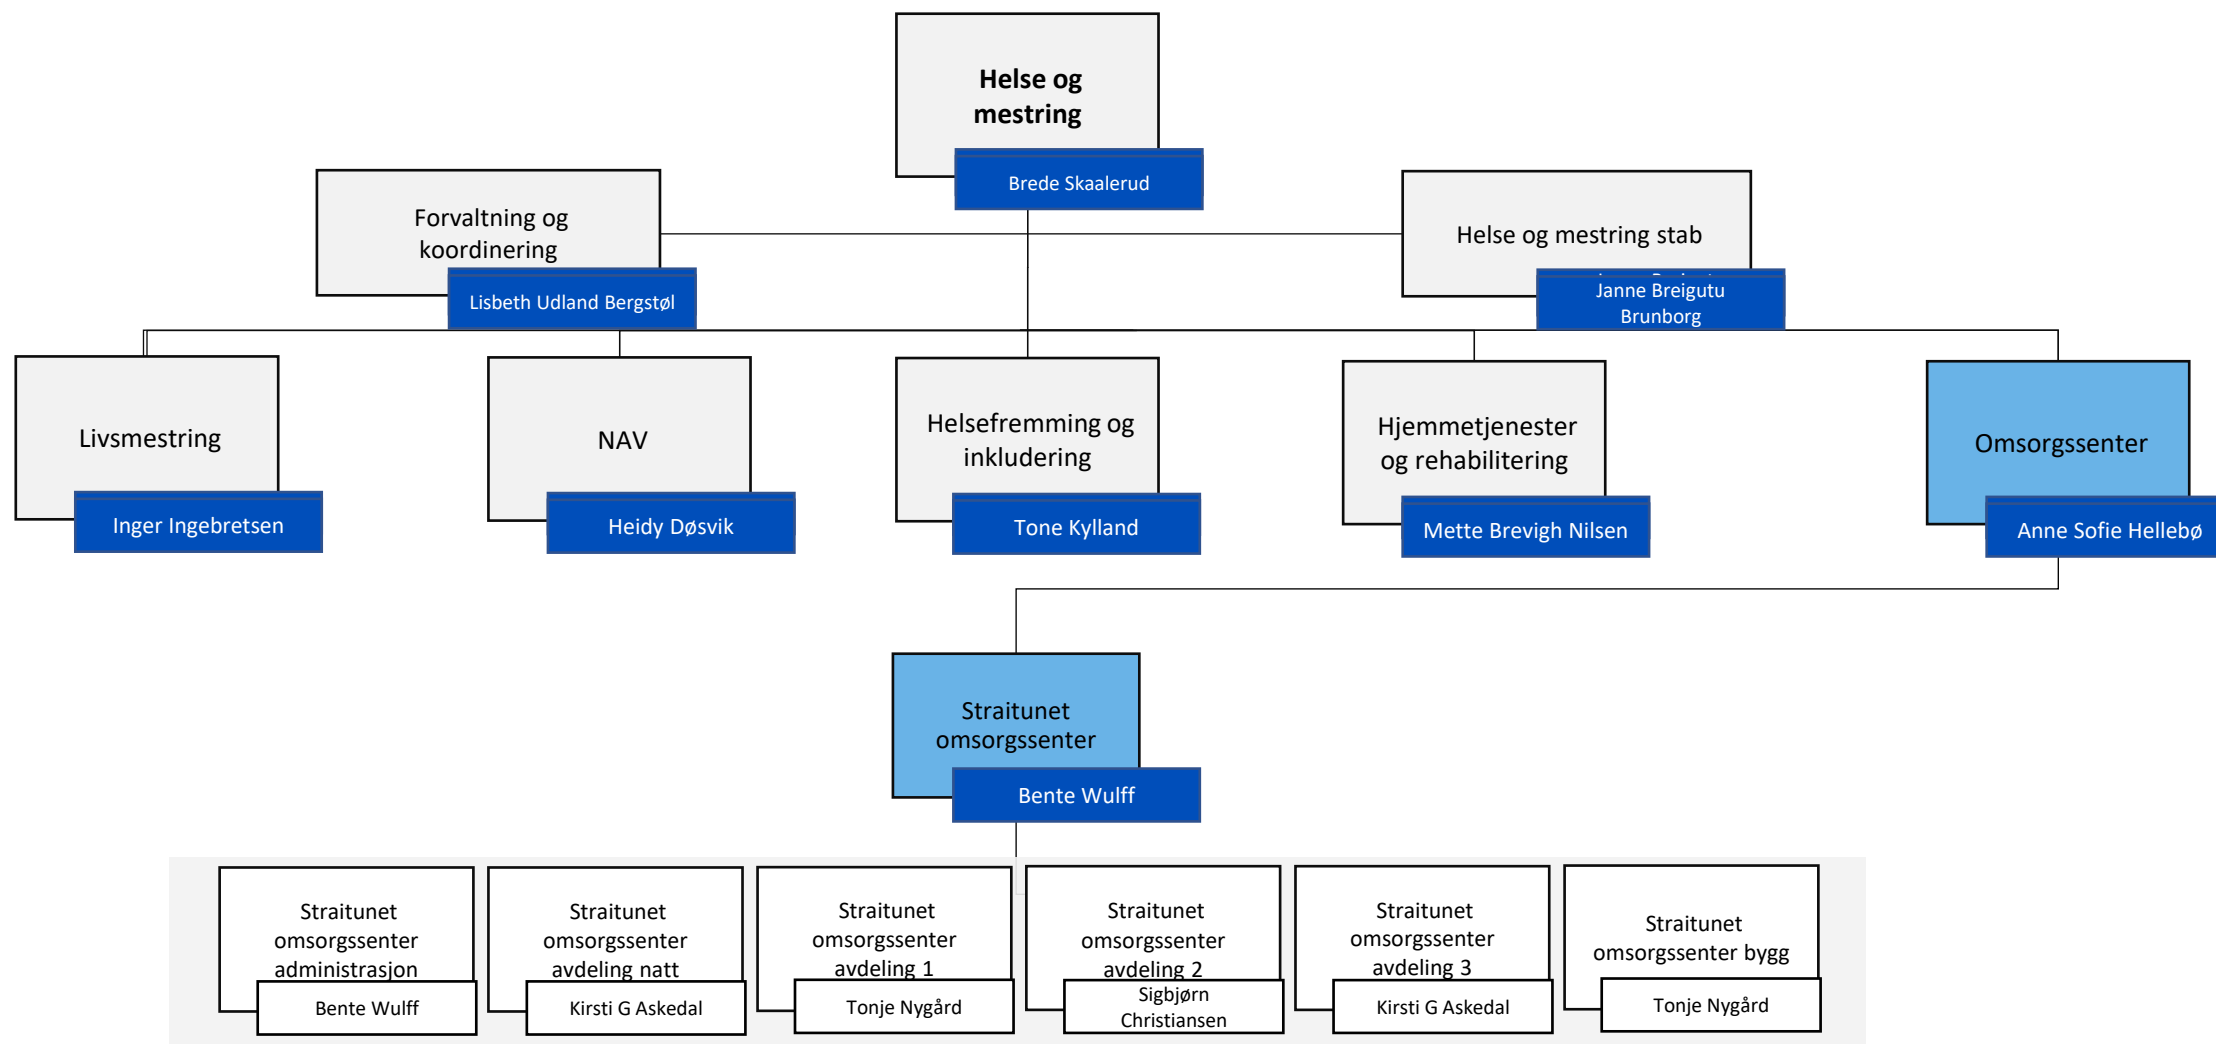 Helse og
mestring
Brede Skaalerud
Forvaltning og
koordinering
Lisbeth Udland Bergstøl
Helse og mestring stab
Janne Breigutu
Brunborg
Livsmestring
Inger Ingebretsen
NAV
Heidy Døsvik
Helsefremming og
inkludering
Tone Kylland
Hjemmetjenester
og rehabilitering
Mette Brevigh Nilsen
Omsorgssenter
Anne Sofie Hellebø
Straitunet
omsorgssenter
Bente Wulff
Straitunet
omsorgssenter
administrasjon
Bente Wulff
Straitunet
omsorgssenter
avdeling natt
Kirsti G Askedal
Straitunet
omsorgssenter
avdeling 1
Tonje Nygård
Straitunet
omsorgssenter
avdeling 2
Sigbjørn
Christiansen
Straitunet
omsorgssenter
avdeling 3
Kirsti G Askedal
Straitunet
omsorgssenter bygg
Tonje Nygård